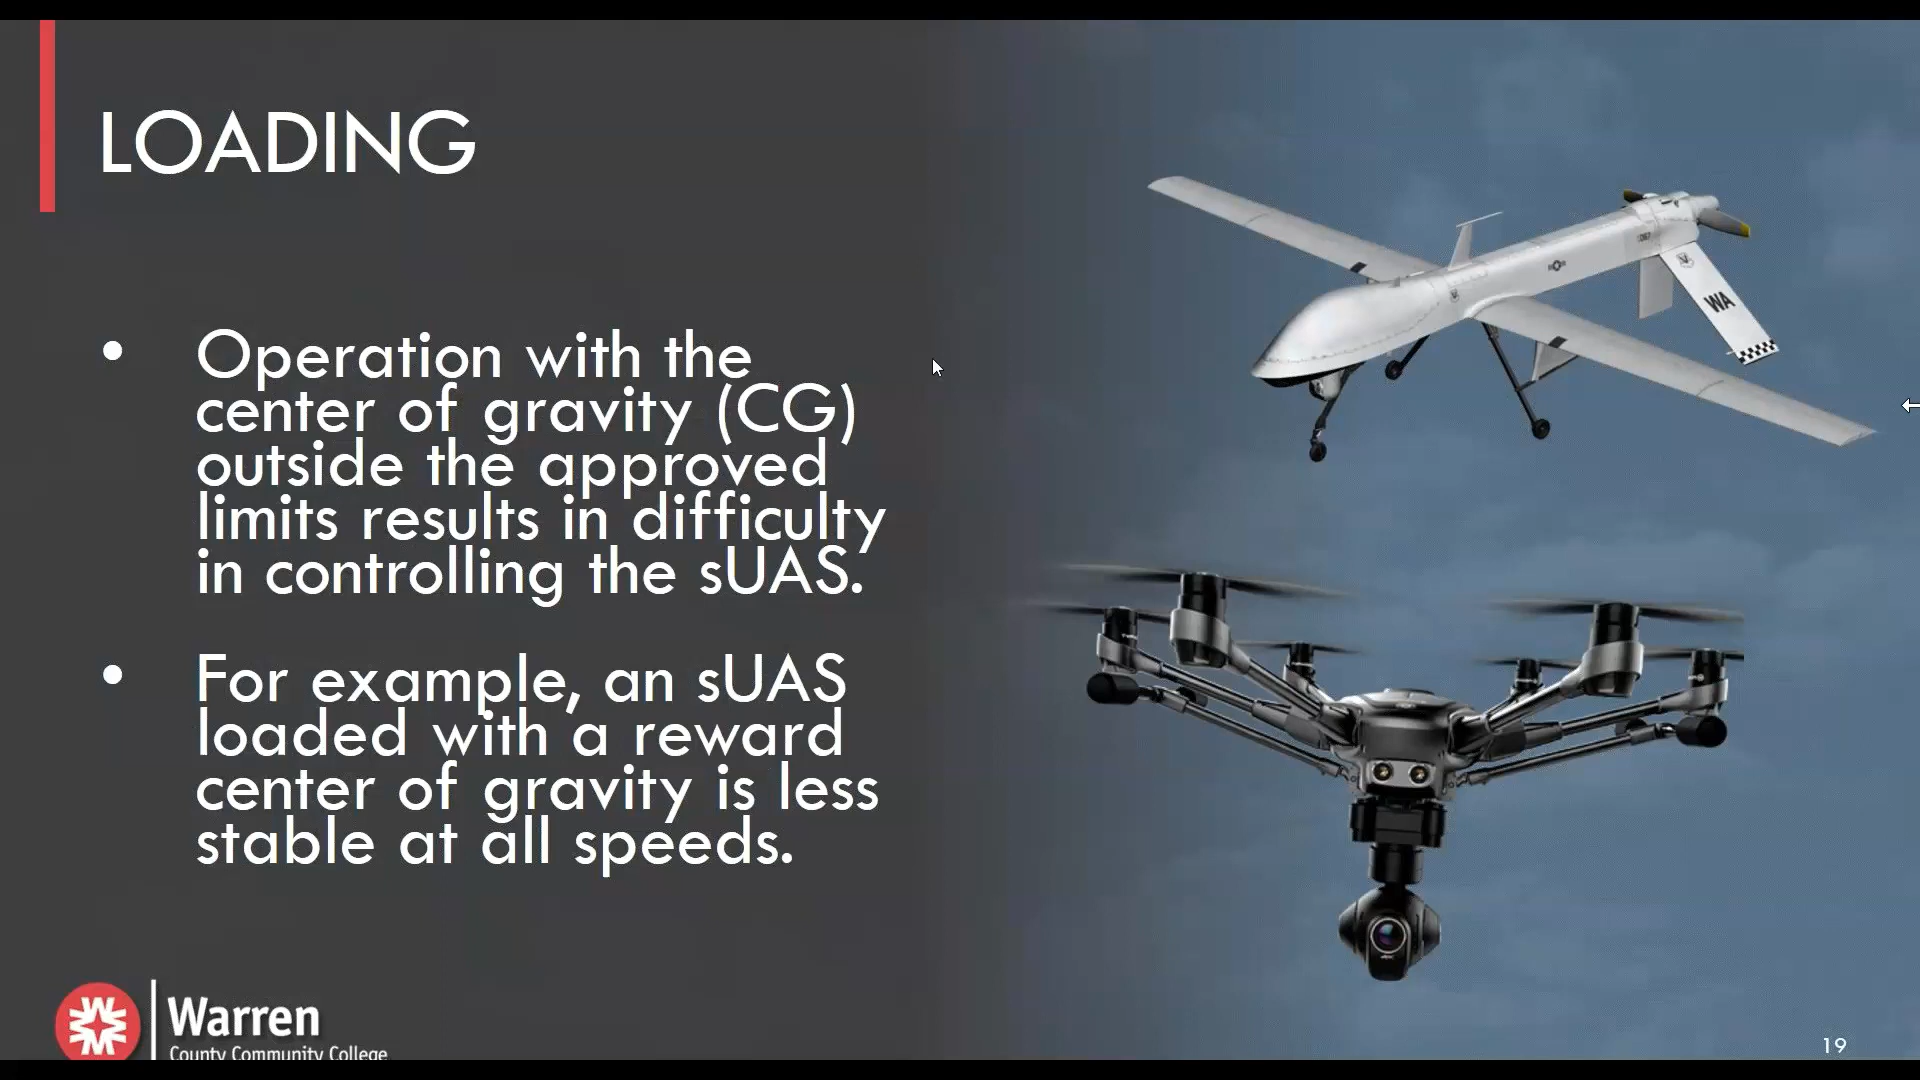 LOADING
• Operation with the
center of gravity (CG)
outside the approved
limits results in difficulty
in controlling the sUAS.
• For example, an sUAS
loaded with a reward
center of gravity is less
stable at all speeds.
WA
Warren
County Community College
19